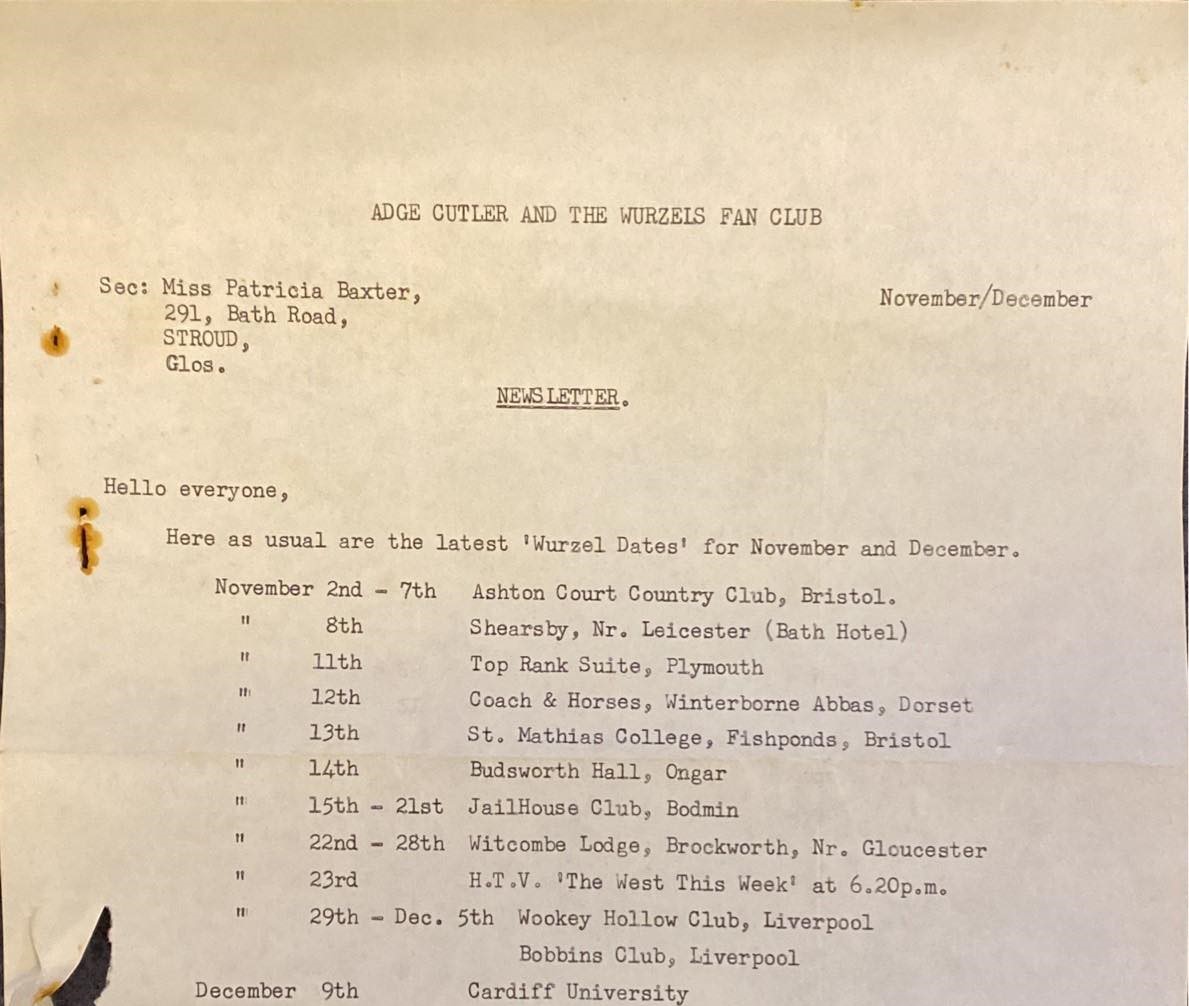 ADGE CUTLER AND THE WURZELS FAN CLUB
Sec: Miss Patricia Baxter,
291, Bath Road,
STROUD,
Glos.
November/December
NEWSLETTER.
Hello everyone,
Here as usual are the latest 'Wurzel Dates' for November and December.
November 2nd - 7th Ashton Court Country Club, Bristol.
" 8th Shearsby, Nr. Leicester (Bath Hotel)
" 11th Top Rank Suite, Plymouth
" 12th Coach & Horses, Winterborne Abbas, Dorset
" 13th St. Mathias College, Fishponds, Bristol
" 14th Budsworth Hall, Ongar
" 15th - 21st JailHouse Club, Bodmin
" 22nd - 28th Witcombe Lodge, Brockworth, Nr. Gloucester
" 23rd H.T.V. 'The West This Week' at 6.20p.m.
" 29th - Dec. 5th Wookey Hollow Club, Liverpool
Bobbins Club, Liverpool
December 9th Cardiff University